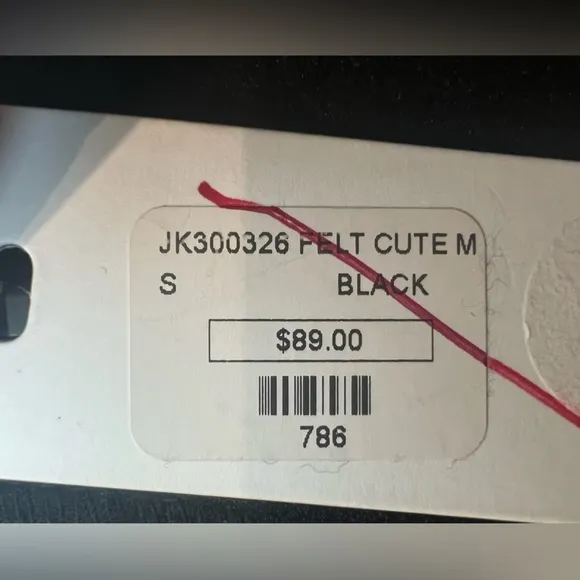 JK300326 FELT CUTE M
S BLACK
$89.00
786